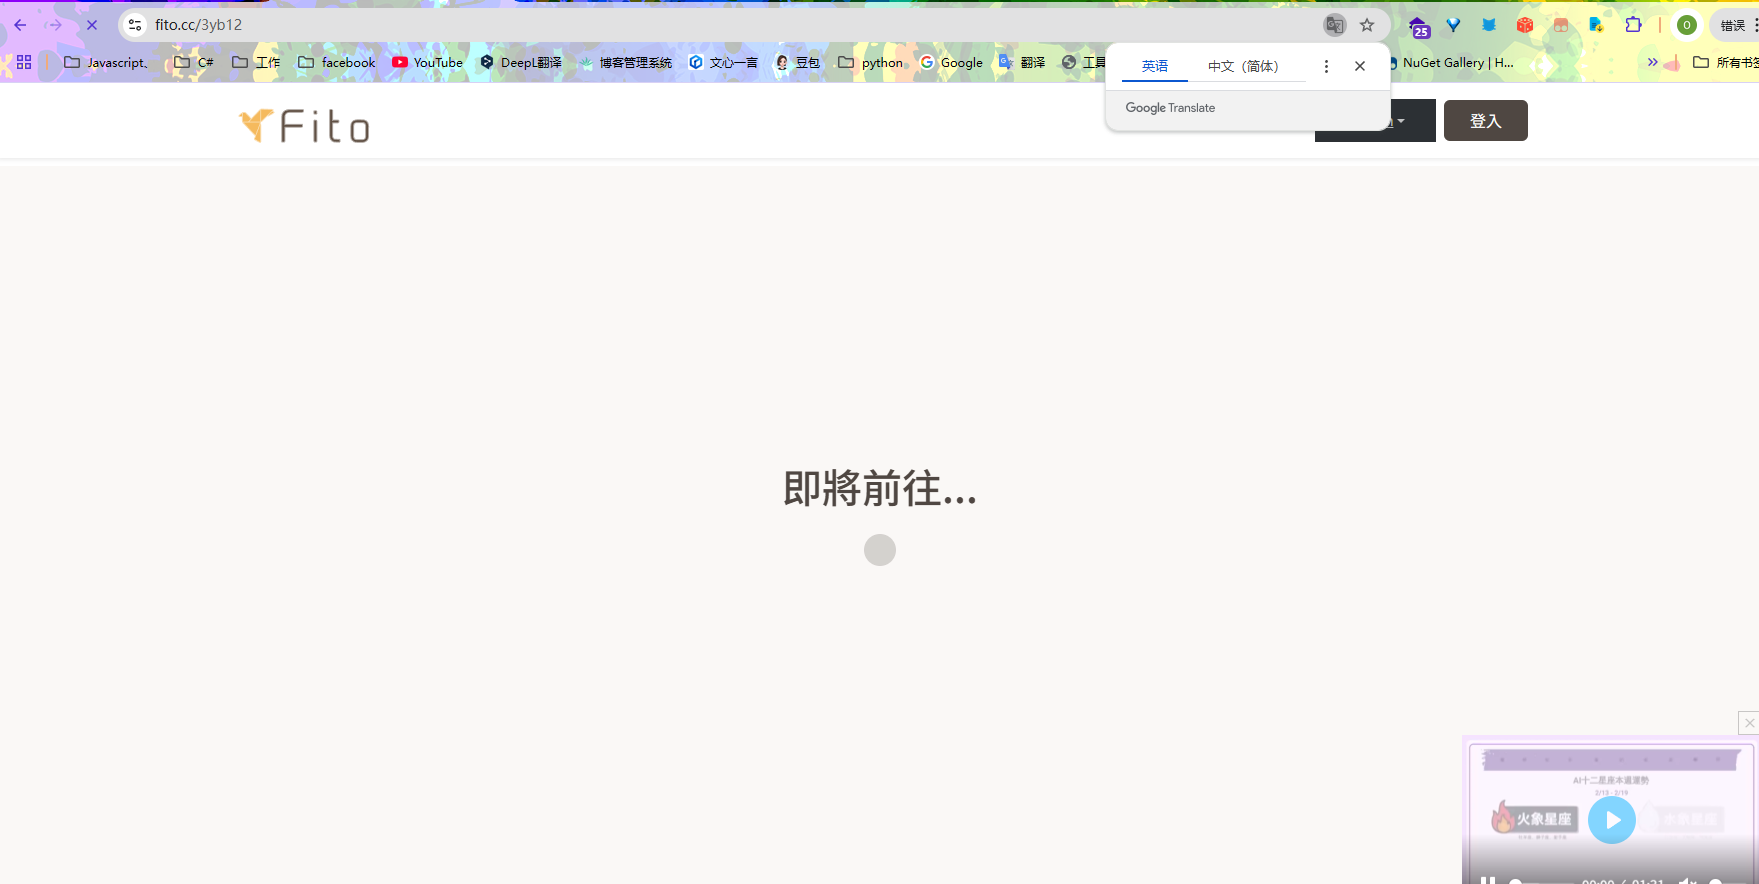 fito.cc/3yb12
25
O
错误
Javascript、
C#
工作
facebook
YouTube
DeepL翻译
博客管理系统
文心一言
豆包
python
Google
翻译
工具
NuGet Gallery | H...
所有书签
英语
中文（简体）
Google Translate
Fito
登入
即將前往...
AI十二星座本週運勢
2/13 - 2/19
火象星座
00:00 / 01:31